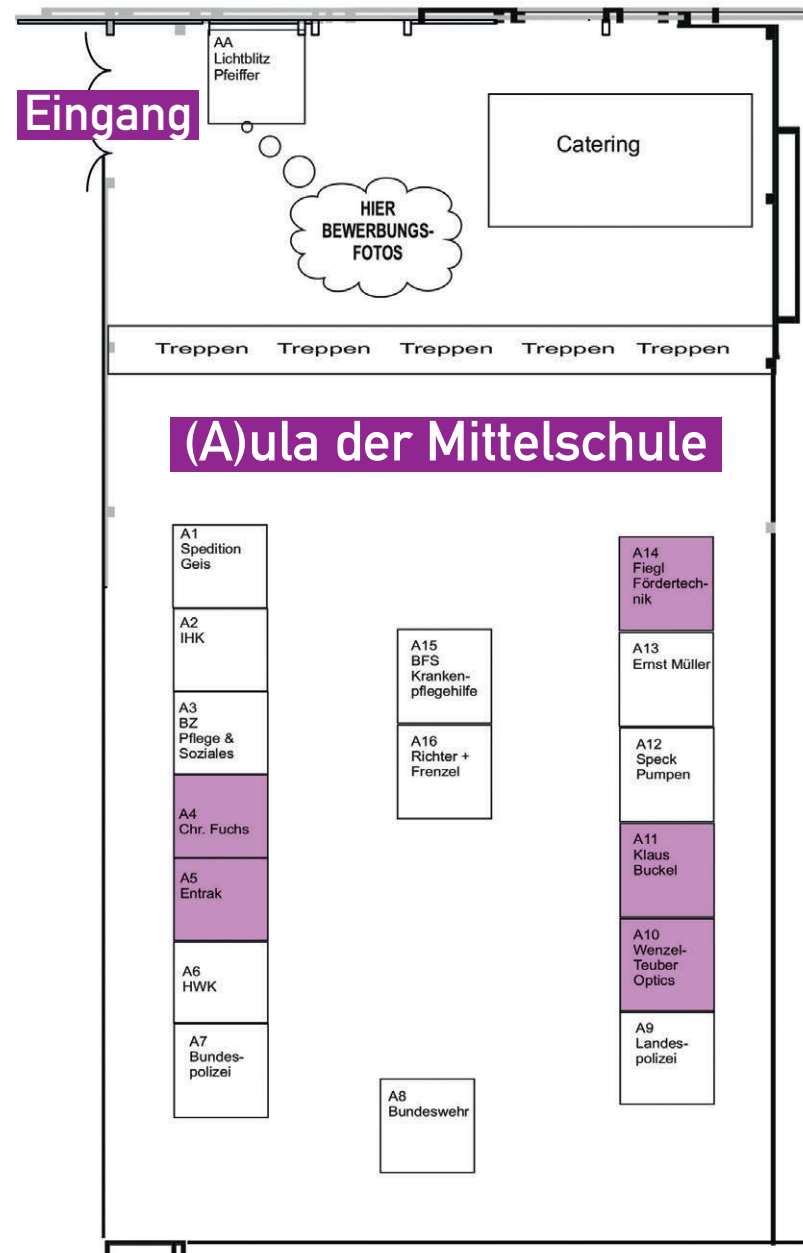 AA
Lichtblitz
Pfeiffer
Eingang
Catering
HIER
BEWERBUNGS-
FOTOS
Treppen Treppen Treppen Treppen Treppen
(A)ula der Mittelschule
A1
Spedition
Geis
A2
IHK
A3
BZ
Pflege &
Soziales
A4
Chr. Fuchs
A5
Entrak
A6
HWK
A7
Bundes-
polizei
A15
BFS
Kranken-
pflegehilfe
A16
Richter +
Frenzel
A8
Bundeswehr
A14
Fiegl
Fördertech-
nik
A13
Ernst Müller
A12
Speck
Pumpen
A11
Klaus
Buckel
A10
Wenzel-
Teuber
Optics
A9
Landes-
polizei